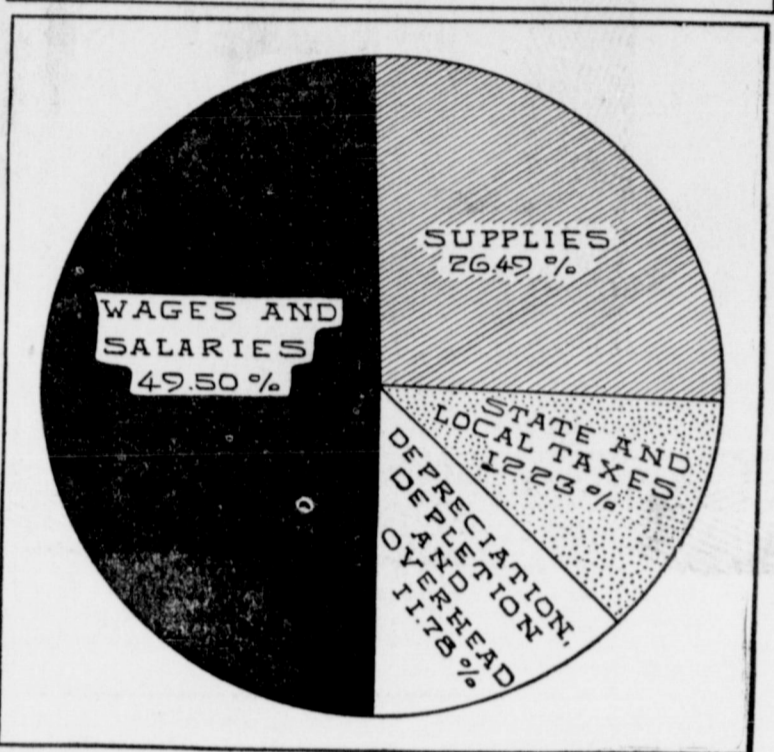 SUPPLIES
26.49 %
WAGES AND
SALARIES
49.50 %
STATE AND
LOCAL TAXES
12.23 %
DEPRECIATION,
DEPLETION
AND
OVERHEAD
11.78 %